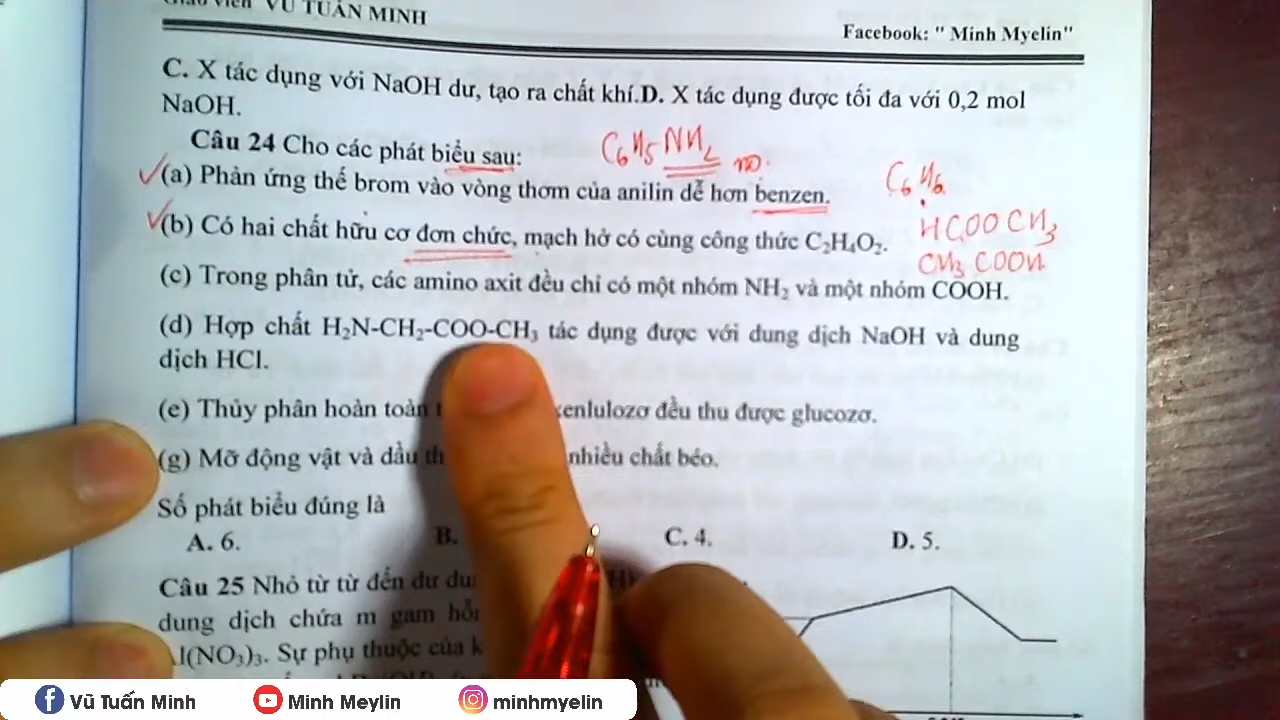 VŨ TUẤN MINH
Facebook: " Minh Myelin"
C. X tác dụng với NaOH dư, tạo ra chất khí.D. X tác dụng được tối đa với 0,2 mol
NaOH.
Câu 24 Cho các phát biểu sau:
C6H5NH2
C6H6
(a) Phản ứng thế brom vào vòng thơm của anilin dễ hơn benzen.
HCOOCH3
(b) Có hai chất hữu cơ đơn chức, mạch hở có cùng công thức C₂H₄O₂.
CH3COOH
(c) Trong phân tử, các amino axit đều chỉ có một nhóm NH₂ và một nhóm COOH.
(d) Hợp chất H₂N-CH₂-COO-CH₃ tác dụng được với dung dịch NaOH và dung
dịch HCl.
(e) Thủy phân hoàn toàn xenlulozơ đều thu được glucozơ.
(g) Mỡ động vật và dầu nhiều chất béo.
Số phát biểu đúng là
A. 6. B. C. 4. D. 5.
Câu 25 Nhỏ từ từ đến dư
dung dịch chứa m gam
Al(NO₃)₃. Sự phụ thuộc của
Vũ Tuấn Minh Minh Meylin minhmyelin